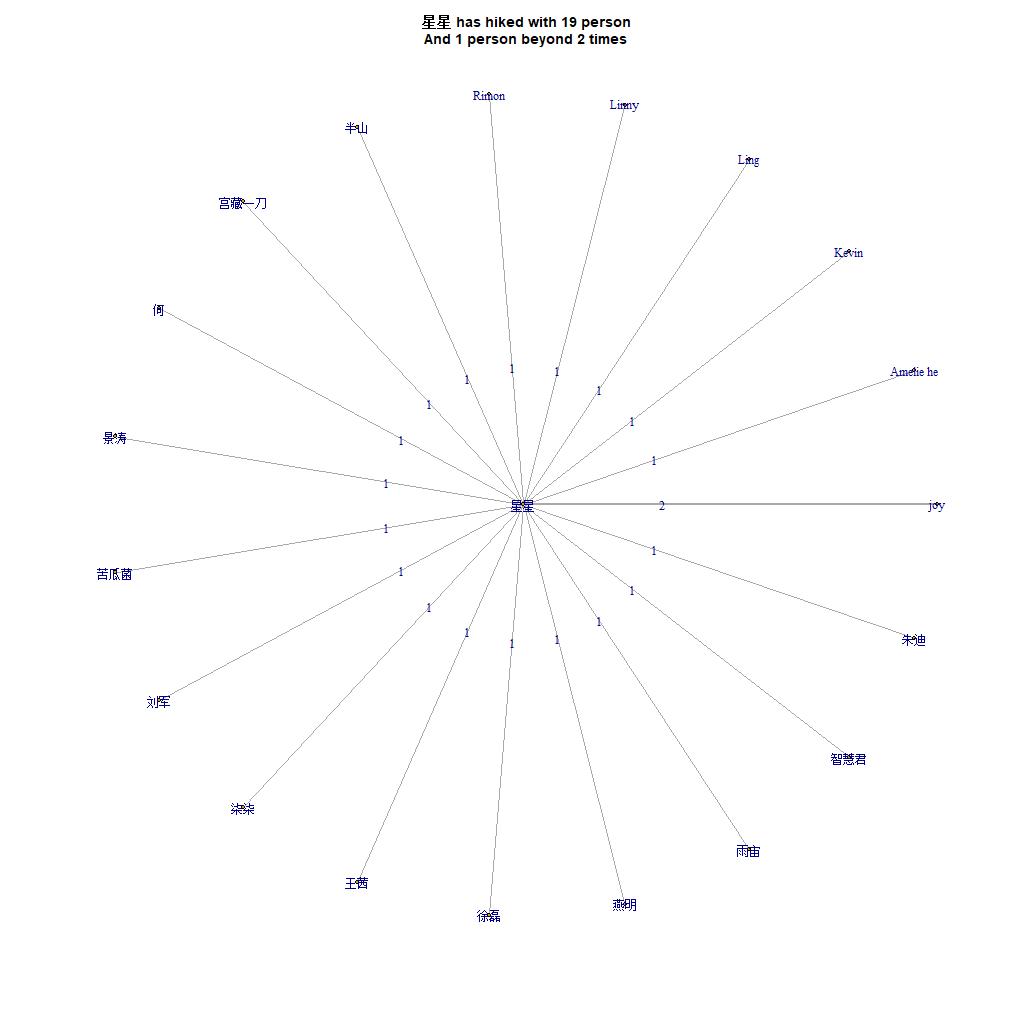 星星 has hiked with 19 person
And 1 person beyond 2 times
Rimon
Linny
半山
Ling
宫藏一刀
Kevin
何
Amelie he
1
1
1
1
1
1
1
1
景涛
1
1
星星
2
joy
1
1
苦瓜菌
1
1
1
1
1
1
1
朱迪
刘军
智慧君
柒柒
雨宙
王茜
燕明
徐磊